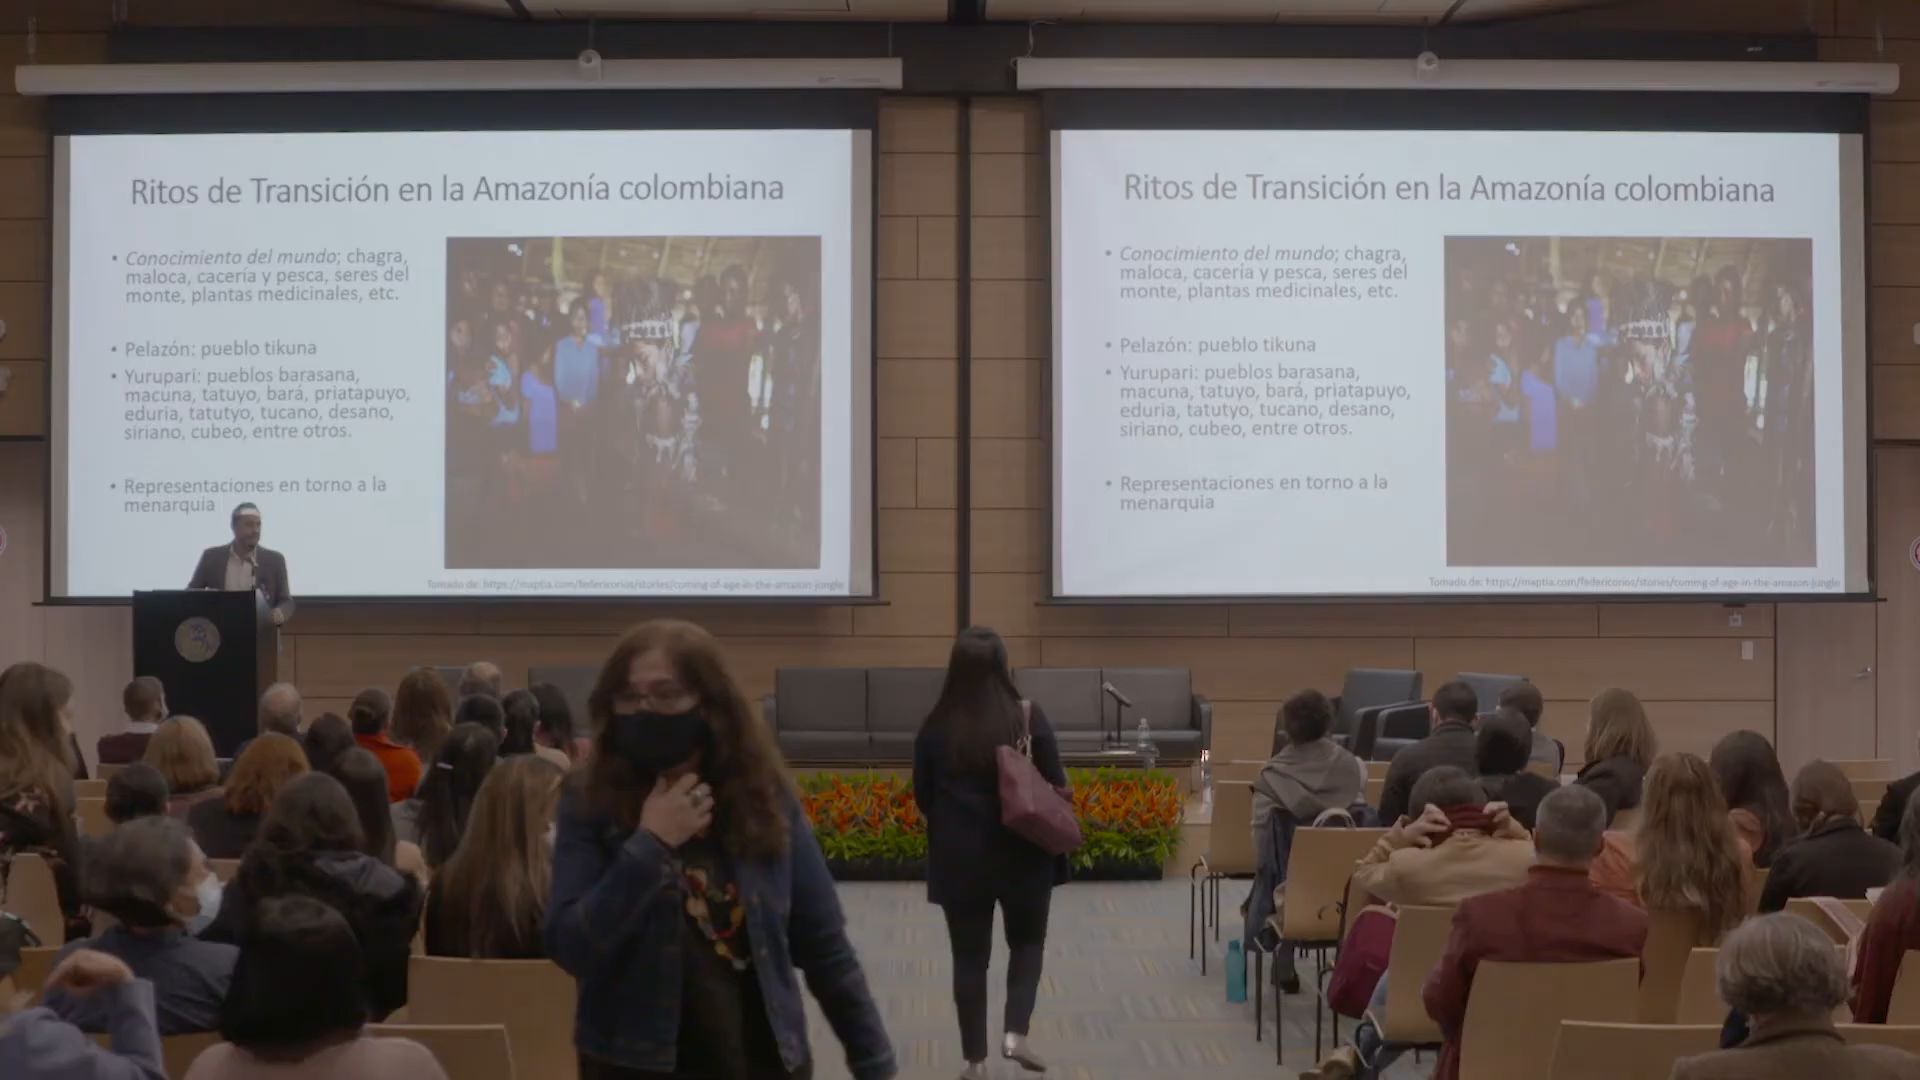 Ritos de Transición en la Amazonía colombiana
• Conocimiento del mundo; chagra,
maloca, cacería y pesca, seres del
monte, plantas medicinales, etc.
• Pelazón: pueblo tikuna
• Yurupari: pueblos barasana,
macuna, tatuyo, bará, priatapuyo,
eduria, tatutyo, tucano, desano,
siriano, cubeo, entre otros.
• Representaciones en torno a la
menarquia
Tomado de: https://maptia.com/federicorios/stories/coming-of-age-in-the-amazon-jungle
Ritos de Transición en la Amazonía colombiana
• Conocimiento del mundo; chagra,
maloca, cacería y pesca, seres del
monte, plantas medicinales, etc.
• Pelazón: pueblo tikuna
• Yurupari: pueblos barasana,
macuna, tatuyo, bará, priatapuyo,
eduria, tatutyo, tucano, desano,
siriano, cubeo, entre otros.
• Representaciones en torno a la
menarquia
Tomado de: https://maptia.com/federicorios/stories/coming-of-age-in-the-amazon-jungle